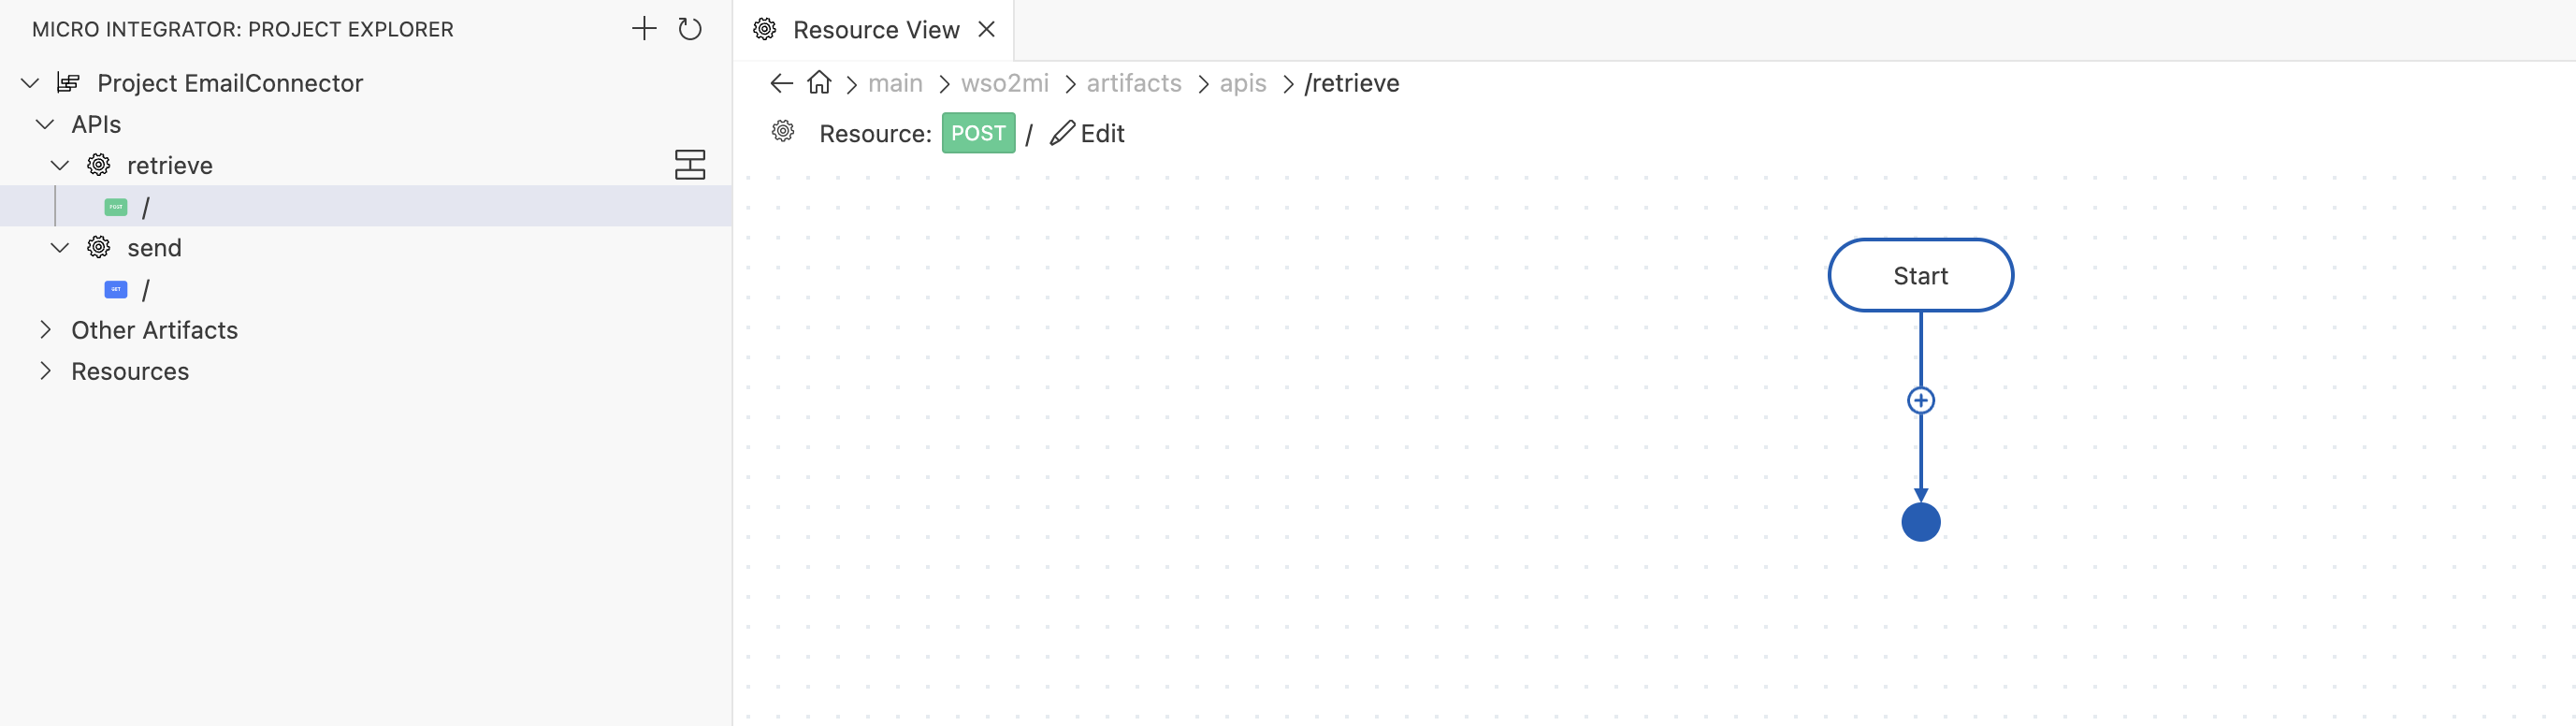 MICRO INTEGRATOR: PROJECT EXPLORER
Project EmailConnector
APIs
retrieve
POST /
send
GET /
Other Artifacts
Resources
Resource View
main wso2mi artifacts apis /retrieve
Resource: POST / Edit
Start